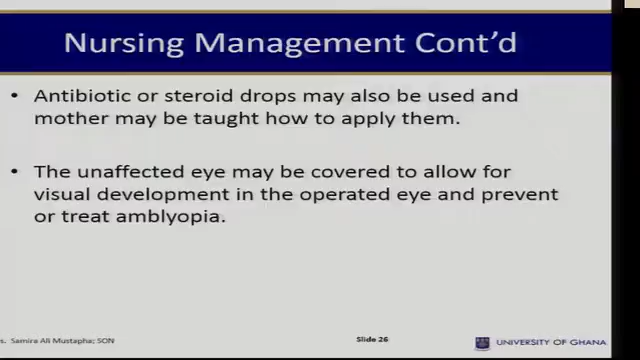 Nursing Management Cont'd
• Antibiotic or steroid drops may also be used and
mother may be taught how to apply them.
• The unaffected eye may be covered to allow for
visual development in the operated eye and prevent
or treat amblyopia.
s. Samira Ali Mustapha; SON
Slide 26
UNIVERSITY OF GHANA